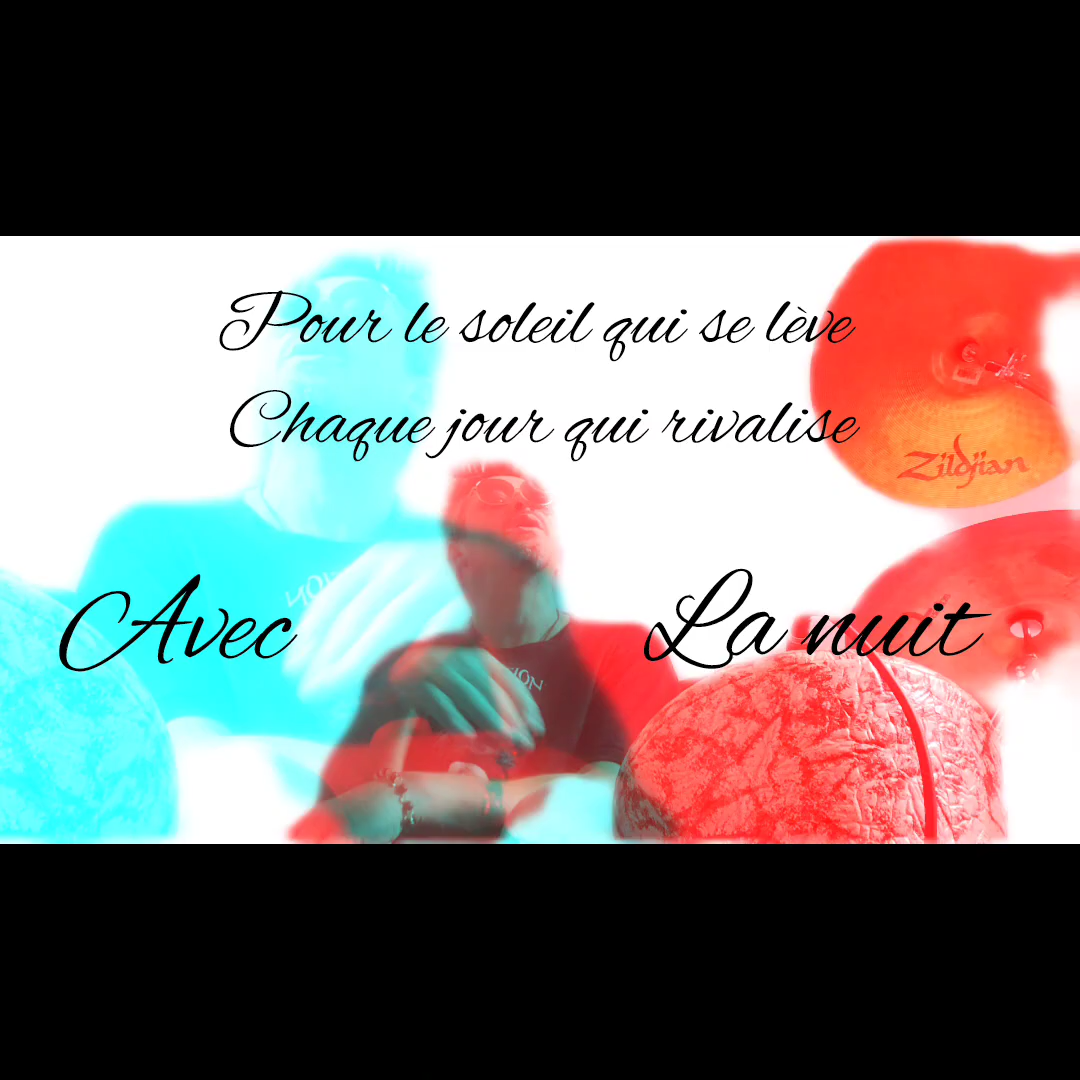 Pour le soleil qui se lève
Chaque jour qui rivalise
Zildjian
Avec La nuit